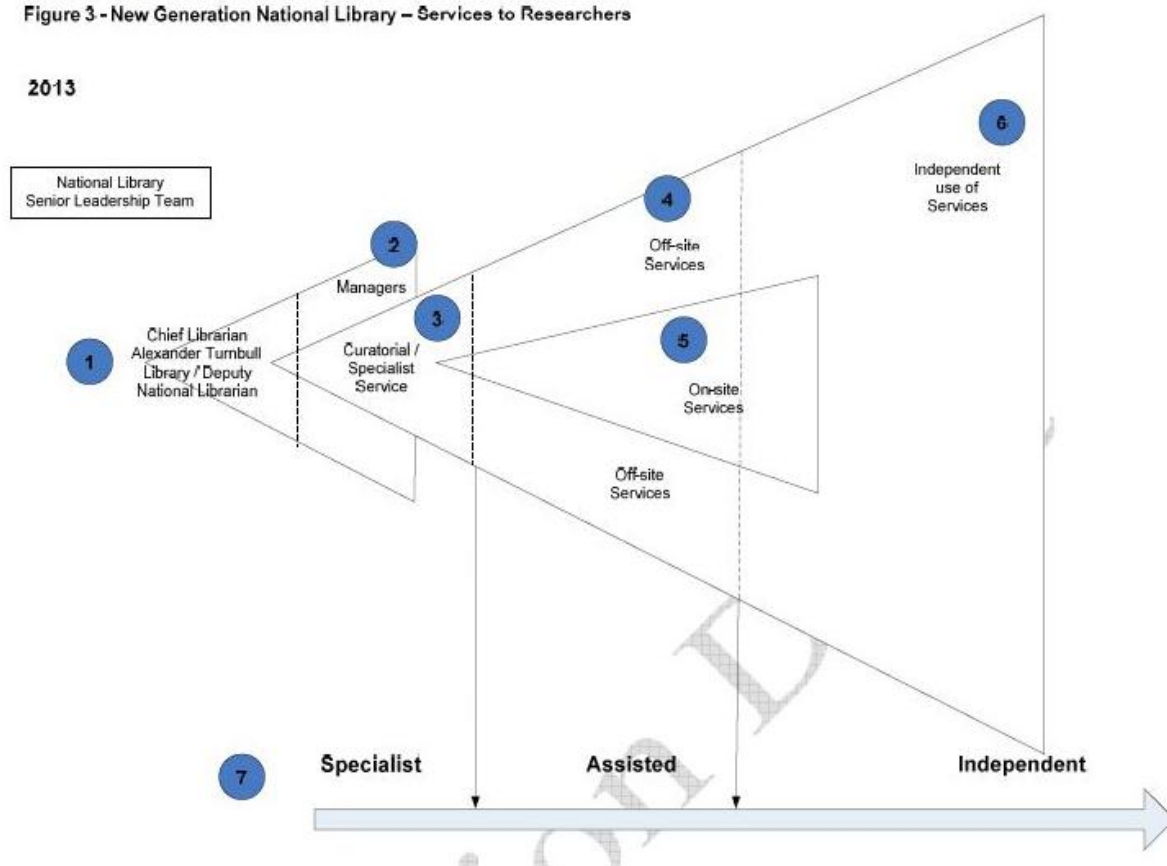 Figure 3 - New Generation National Library – Services to Researchers
2013
National Library
Senior Leadership Team
6
Independent
use of
Services
4
Off-site
Services
2
Managers
3
Curatorial /
Specialist
Service
1
Chief Librarian
Alexander Turnbull
Library / Deputy
National Librarian
5
On-site
Services
Off-site
Services
7
Specialist
Assisted
Independent